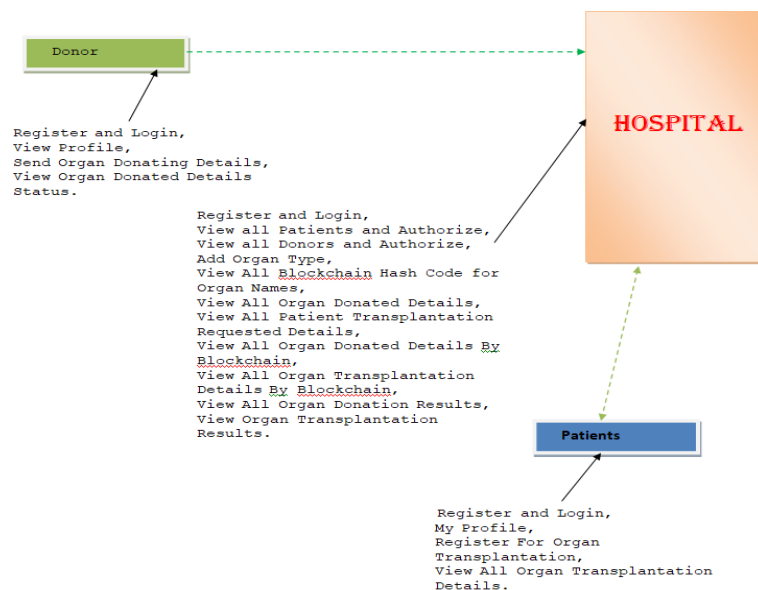 Donor
HOSPITAL
Register and Login,
View Profile,
Send Organ Donating Details,
View Organ Donated Details
Status.
Register and Login,
View all Patients and Authorize,
View all Donors and Authorize,
Add Organ Type,
View All Blockchain Hash Code for
Organ Names,
View All Organ Donated Details,
View All Patient Transplantation
Requested Details,
View All Organ Donated Details By
Blockchain,
View All Organ Transplantation
Details By Blockchain,
View All Organ Donation Results,
View Organ Transplantation
Results.
Patients
Register and Login,
My Profile,
Register For Organ
Transplantation,
View All Organ Transplantation
Details.